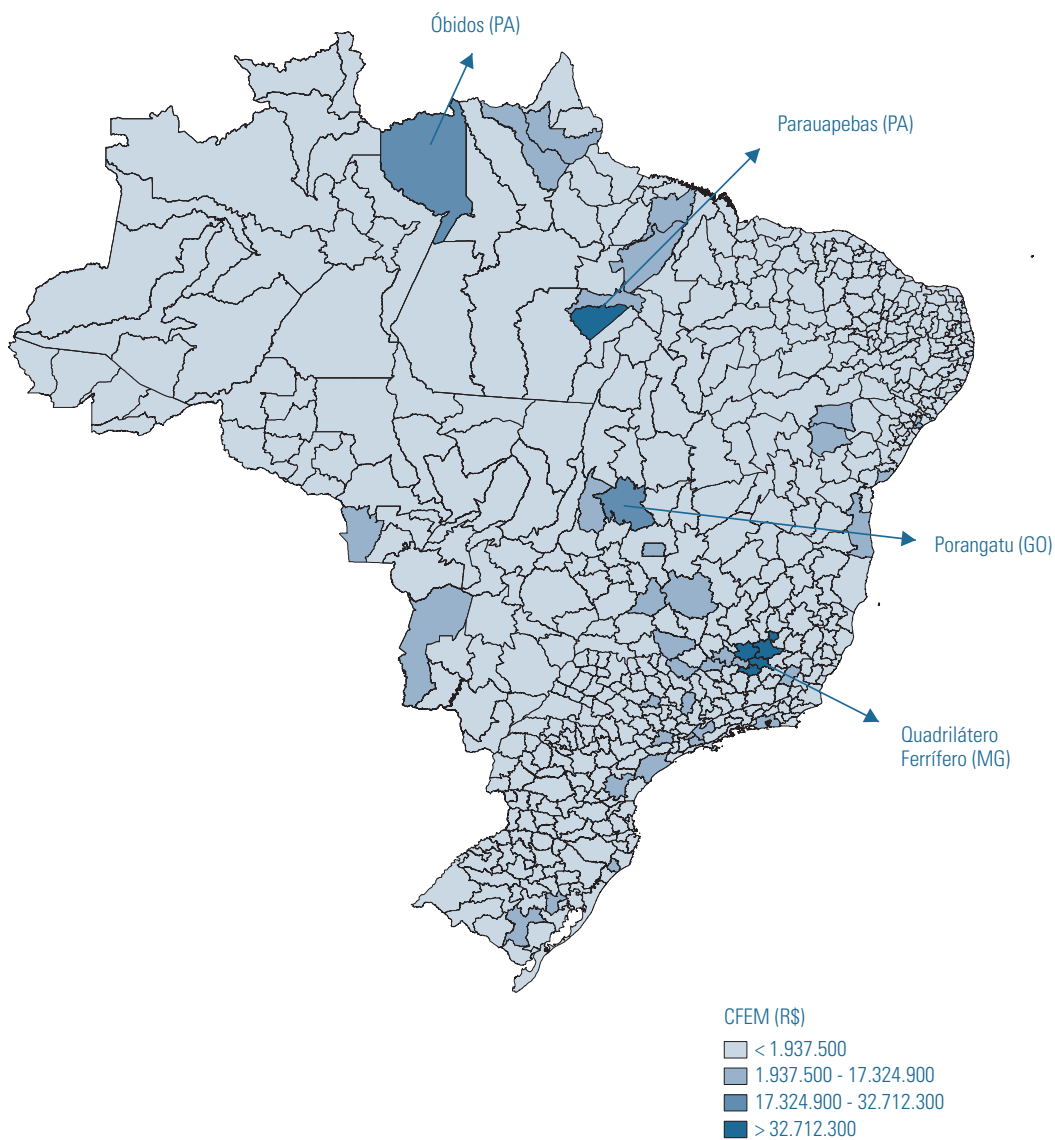 Óbidos (PA)
Parauapebas (PA)
Porangatu (GO)
Quadrilátero
Ferrífero (MG)
CFEM (R$)
< 1.937.500
1.937.500 - 17.324.900
17.324.900 - 32.712.300
> 32.712.300